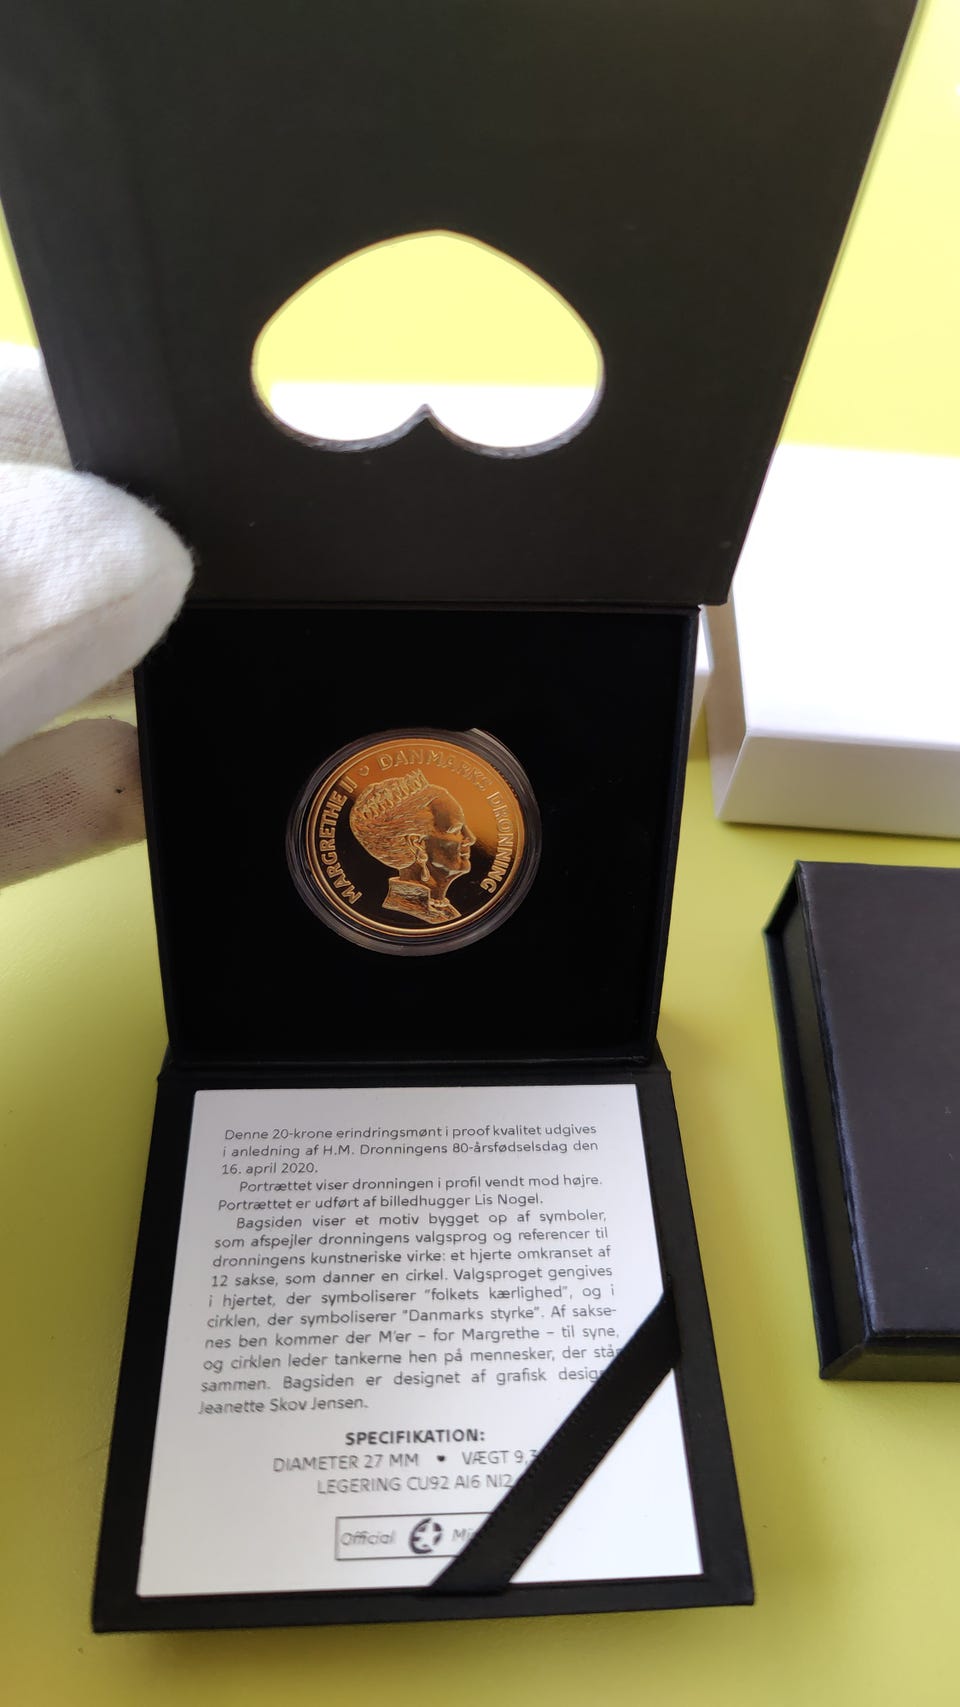 MARGRETHE II DANMARKS DRONNING
Denne 20-krone erindringsmønt i proof kvalitet udgives
i anledning af H.M. Dronningens 80-årsfødselsdag den
16. april 2020.
Portrættet viser dronningen i profil vendt mod højre.
Portrættet er udført af billedhugger Lis Nogel.
Bagsiden viser et motiv bygget op af symboler,
som afspejler dronningens valgsprog og referencer til
dronningens kunstneriske virke: et hjerte omkranset af
12 sakse, som danner en cirkel. Valgsproget gengives
i hjertet, der symboliserer "folkets kærlighed", og i
cirklen, der symboliserer "Danmarks styrke". Af sakse-
nes ben kommer der M'er – for Margrethe – til syne,
og cirklen leder tankerne hen på mennesker, der står
sammen. Bagsiden er designet af grafisk
Jeanette Skov Jensen.
SPECIFIKATION:
DIAMETER 27 MM ♥ VÆGT 9,3
LEGERING CU92 Al6 NI2
Official